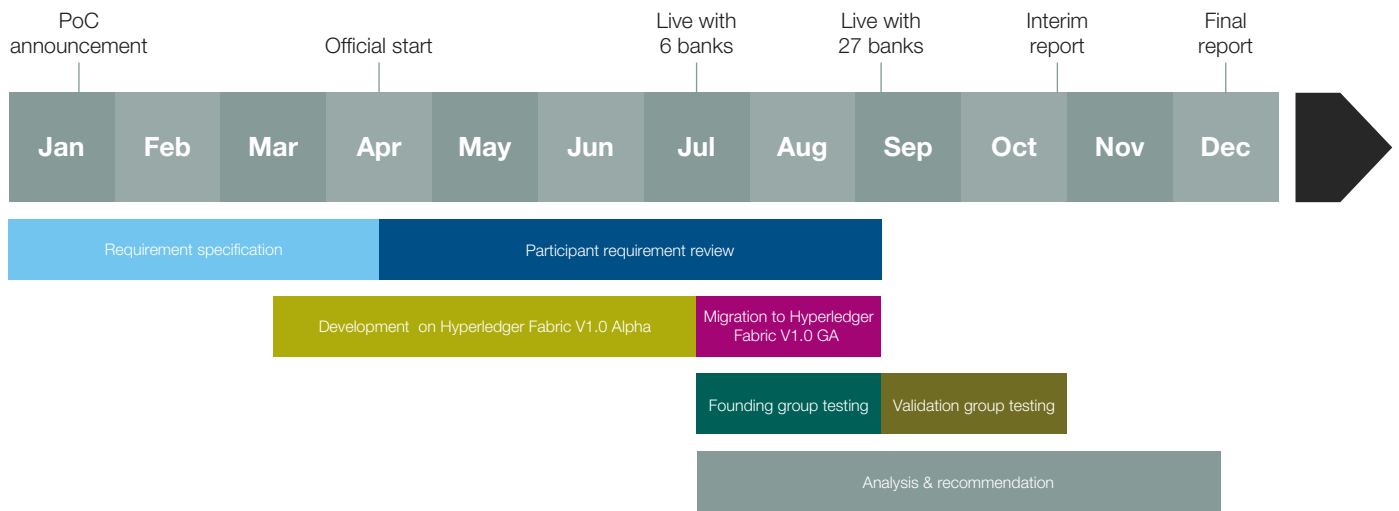 PoC
announcement
Official start
Live with
6 banks
Live with
27 banks
Interim
report
Final
report
Jan Feb Mar Apr May Jun Jul Aug Sep Oct Nov Dec
Requirement specification
Participant requirement review
Development on Hyperledger Fabric V1.0 Alpha
Migration to Hyperledger
Fabric V1.0 GA
Founding group testing
Validation group testing
Analysis & recommendation